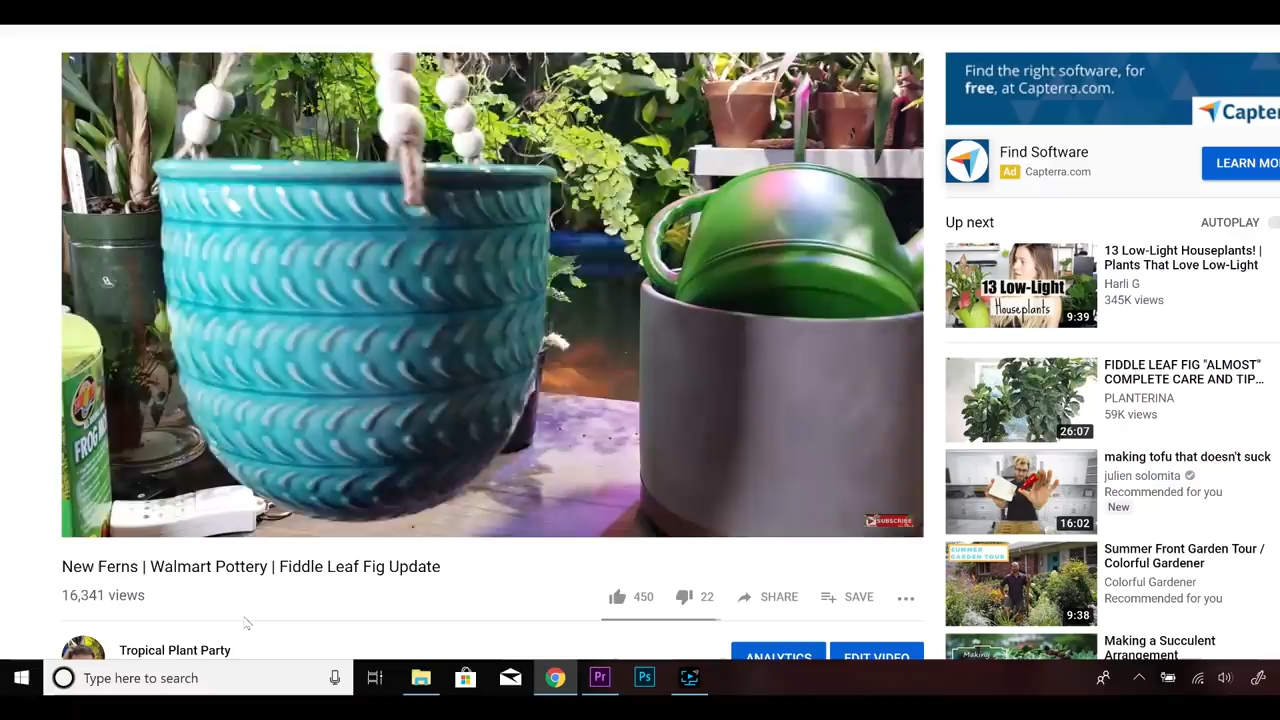 Find the right software, for
free, at Capterra.com.
Find Software
Ad Capterra.com
LEARN MO
Up next
AUTOPLAY
13 Low-Light
Houseplants
9:39
13 Low-Light Houseplants! |
Plants That Love Low-Light
Harli G
345K views
26:07
FIDDLE LEAF FIG "ALMOST"
COMPLETE CARE AND TIP...
PLANTERINA
59K views
16:02
making tofu that doesn't suck
julien solomita
Recommended for you
New
SUMMER
GARDEN TOUR
9:38
Summer Front Garden Tour /
Colorful Gardener
Colorful Gardener
Recommended for you
Making
Making a Succulent
Arrangement
FROG
SUBSCRIBE
New Ferns | Walmart Pottery | Fiddle Leaf Fig Update
16,341 views
450
22
SHARE
SAVE
Tropical Plant Party
ANALYTICS
EDIT VIDEO
Type here to search
Pr
Ps